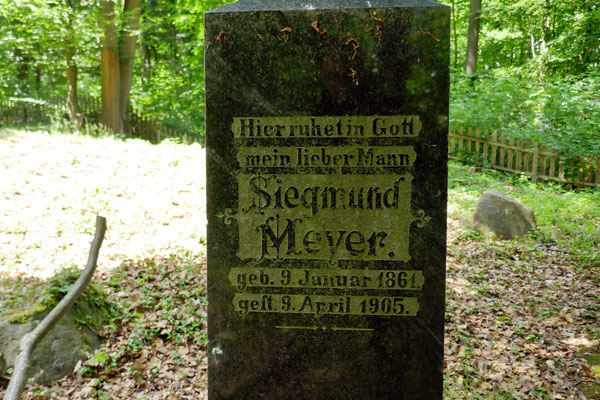 Hier ruhet in Gott
mein lieber Mann
Siegmund
Meyer.
geb. 9. Januar 1861.
gest. 9. April 1905.